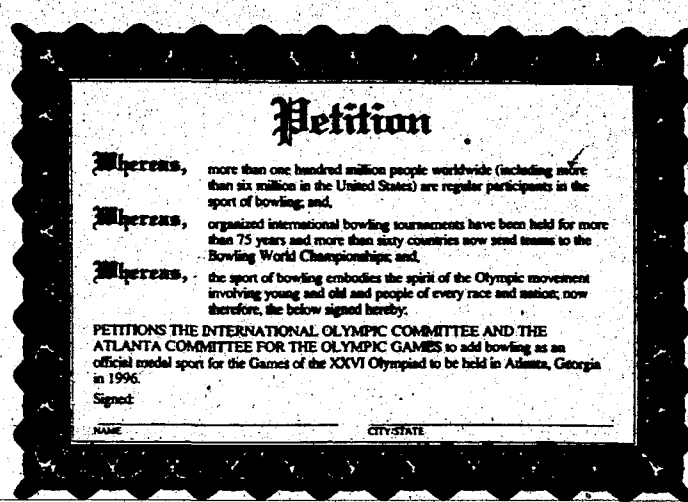 Petition
Whereas, more than one hundred million people worldwide (including more
than six million in the United States) are regular participants in the
sport of bowling; and,
Whereas, organized international bowling tournaments have been held for more
than 75 years and more than sixty countries now send teams to the
Bowling World Championships; and,
Whereas, the sport of bowling embodies the spirit of the Olympic movement
involving young and old and people of every race and nation; now
therefore, the below signed hereby:
PETITIONS THE INTERNATIONAL OLYMPIC COMMITTEE AND THE
ATLANTA COMMITTEE FOR THE OLYMPIC GAMES to add bowling as an
official medal sport for the Games of the XXVI Olympiad to be held in Atlanta, Georgia
in 1996.
Signed:
NAME CITY/STATE